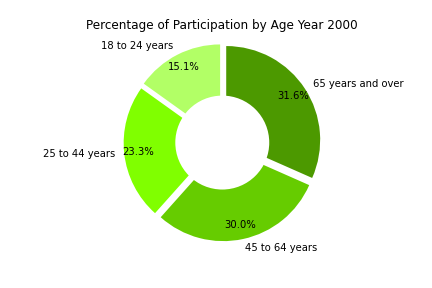 Percentage of Participation by Age Year 2000
18 to 24 years
15.1%
65 years and over
31.6%
25 to 44 years
23.3%
30.0%
45 to 64 years